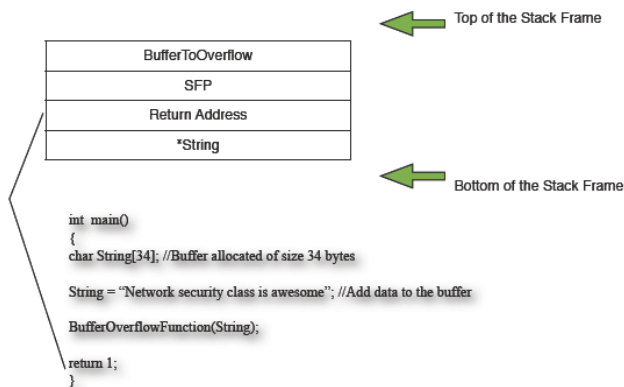 Top of the Stack Frame
BufferToOverflow
SFP
Return Address
*String
Bottom of the Stack Frame
int main()
{
char String[34]; //Buffer allocated of size 34 bytes
String = “Network security class is awesome”; //Add data to the buffer
BufferOverflowFunction(String);
return 1;
}